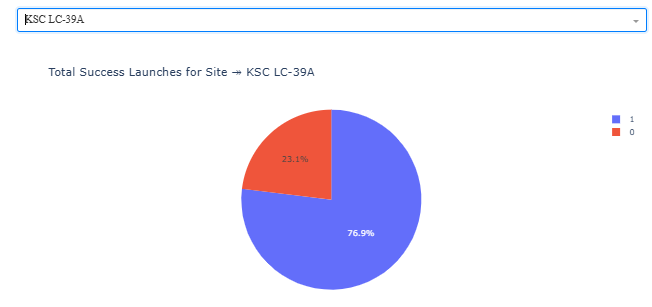 KSC LC-39A
Total Success Launches for Site ↠ KSC LC-39A
1
0
23.1%
76.9%